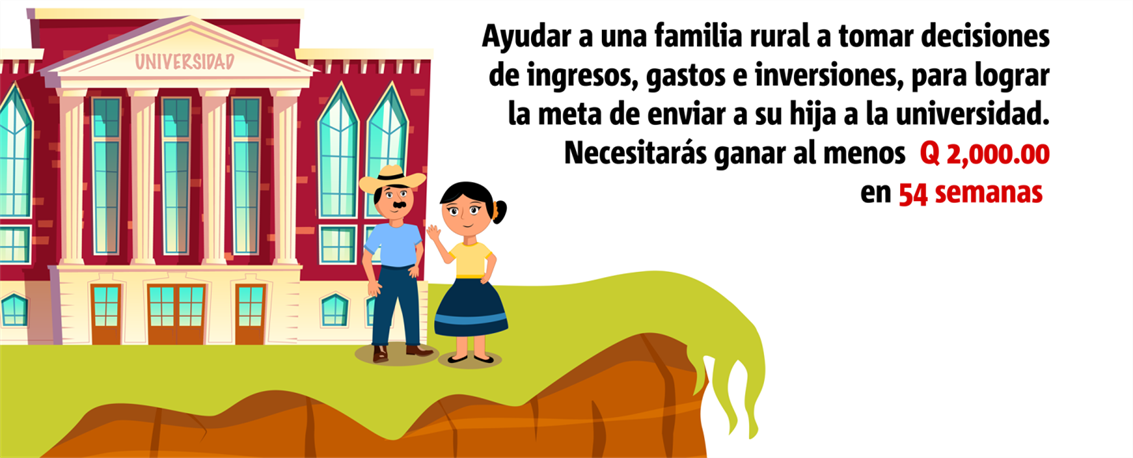 UNIVERSIDAD
Ayudar a una familia rural a tomar decisiones
de ingresos, gastos e inversiones, para lograr
la meta de enviar a su hija a la universidad.
Necesitarás ganar al menos Q 2,000.00
en 54 semanas